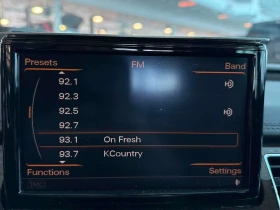 Presets FM Band
92.1
92.3
92.5
92.7
93.1 On Fresh
93.7 KCountry
Functions Settings
TMC